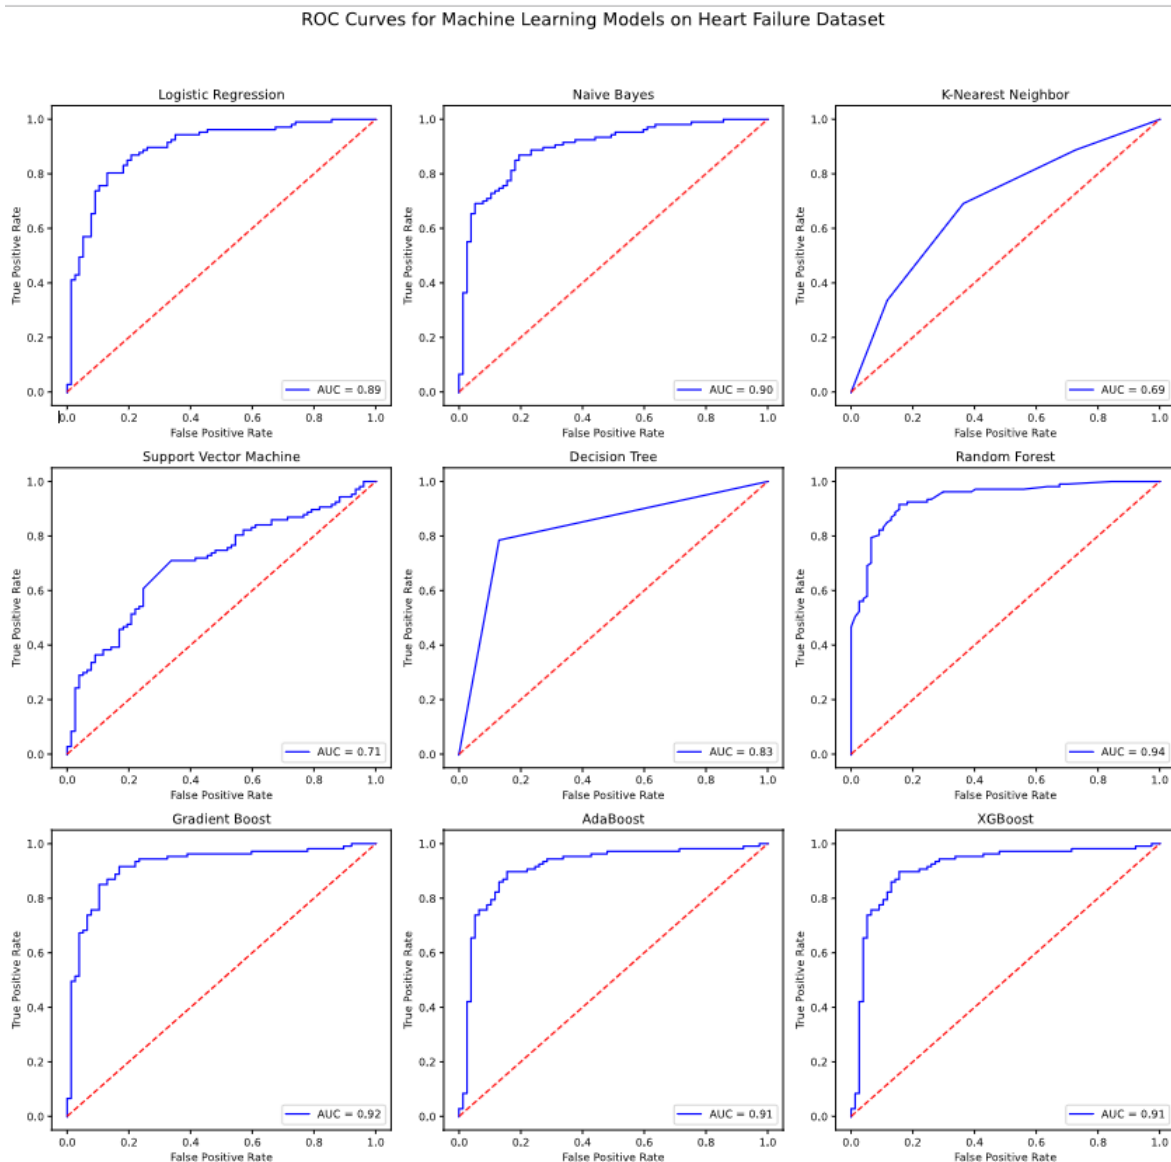 ROC Curves for Machine Learning Models on Heart Failure Dataset
Logistic Regression
True Positive Rate
1.0
0.8
0.6
0.4
0.2
0.0
AUC = 0.89
0.0 0.2 0.4 0.6 0.8 1.0
False Positive Rate
Naive Bayes
True Positive Rate
1.0
0.8
0.6
0.4
0.2
0.0
AUC = 0.90
0.0 0.2 0.4 0.6 0.8 1.0
False Positive Rate
K-Nearest Neighbor
True Positive Rate
1.0
0.8
0.6
0.4
0.2
0.0
AUC = 0.69
0.0 0.2 0.4 0.6 0.8 1.0
False Positive Rate
Support Vector Machine
True Positive Rate
1.0
0.8
0.6
0.4
0.2
0.0
AUC = 0.71
0.0 0.2 0.4 0.6 0.8 1.0
False Positive Rate
Decision Tree
True Positive Rate
1.0
0.8
0.6
0.4
0.2
0.0
AUC = 0.83
0.0 0.2 0.4 0.6 0.8 1.0
False Positive Rate
Random Forest
True Positive Rate
1.0
0.8
0.6
0.4
0.2
0.0
AUC = 0.94
0.0 0.2 0.4 0.6 0.8 1.0
False Positive Rate
Gradient Boost
True Positive Rate
1.0
0.8
0.6
0.4
0.2
0.0
AUC = 0.92
0.0 0.2 0.4 0.6 0.8 1.0
False Positive Rate
AdaBoost
True Positive Rate
1.0
0.8
0.6
0.4
0.2
0.0
AUC = 0.91
0.0 0.2 0.4 0.6 0.8 1.0
False Positive Rate
XGBoost
True Positive Rate
1.0
0.8
0.6
0.4
0.2
0.0
AUC = 0.91
0.0 0.2 0.4 0.6 0.8 1.0
False Positive Rate